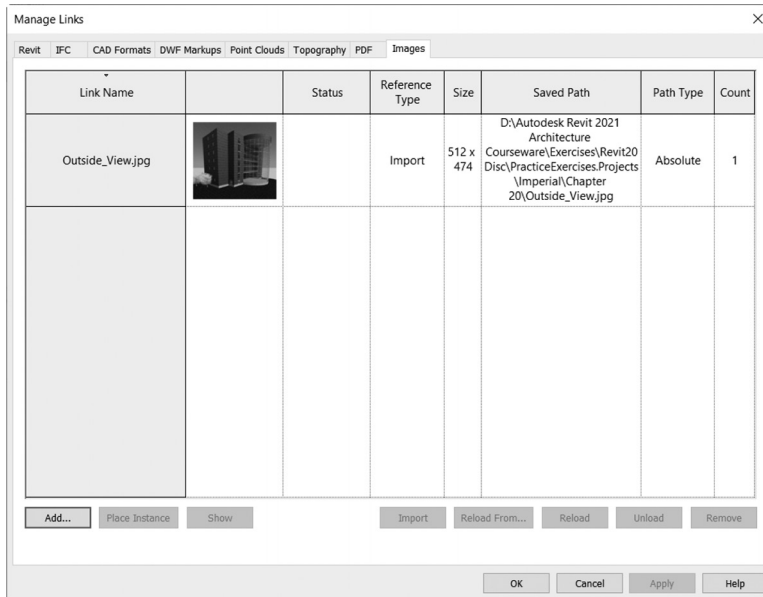 Manage Links
Revit IFC CAD Formats DWF Markups Point Clouds Topography PDF Images
Link Name Status Reference Type Size Saved Path Path Type Count
Outside_View.jpg Import 512 x 474 D:\Autodesk Revit 2021
Architecture
Courseware\Exercises\Revit20
Disc\PracticeExercises.Projects
\Imperial\Chapter
20\Outside_View.jpg Absolute 1
Add... Place Instance Show Import Reload From... Reload Unload Remove
OK Cancel Apply Help